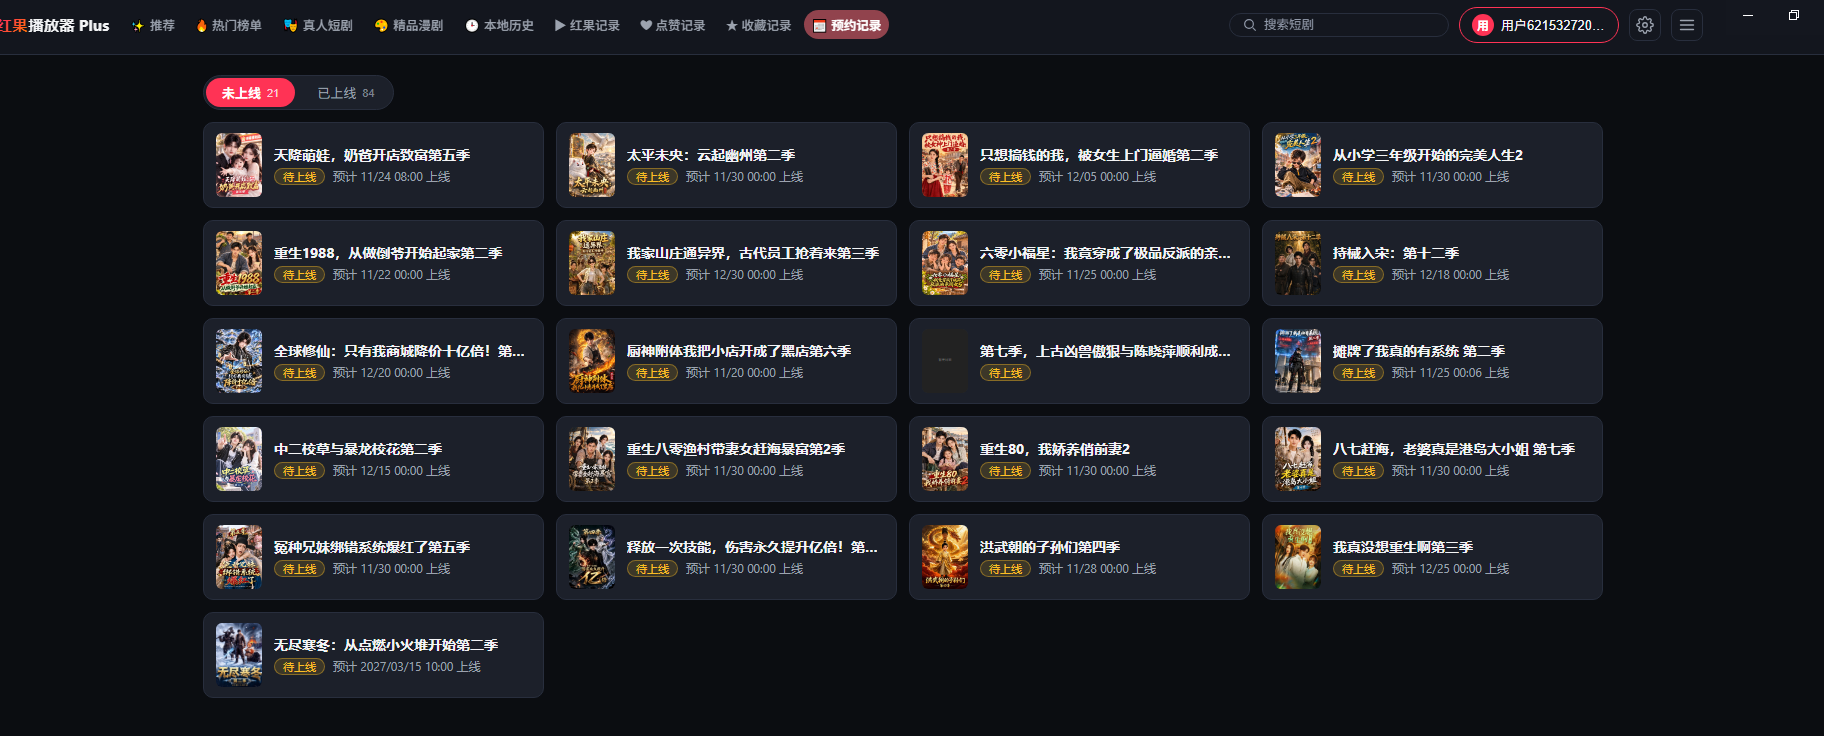 红果播放器 Plus
推荐
热门榜单
真人短剧
精品漫剧
本地历史
红果记录
点赞记录
收藏记录
预约记录
搜索短剧
用 用户621532720...
未上线 21
已上线 84
天降萌娃，奶爸开店致富第五季
待上线 预计 11/24 08:00 上线
太平未央：云起幽州第二季
待上线 预计 11/30 00:00 上线
只想搞钱的我，被女生上门逼婚第二季
待上线 预计 12/05 00:00 上线
从小学三年级开始的完美人生2
待上线 预计 11/30 00:00 上线
重生1988，从做倒爷开始起家第二季
待上线 预计 11/22 00:00 上线
我家山庄通异界，古代员工抢着来第三季
待上线 预计 12/30 00:00 上线
六零小福星：我竟穿成了极品反派的亲...
待上线 预计 11/25 00:00 上线
持械入宋：第十二季
待上线 预计 12/18 00:00 上线
全球修仙：只有我商城降价十亿倍！第...
待上线 预计 12/20 00:00 上线
厨神附体我把小店开成了黑店第六季
待上线 预计 11/20 00:00 上线
第七季，上古凶兽傲狠与陈晓萍顺利成...
待上线
摊牌了我真的有系统 第二季
待上线 预计 11/25 00:06 上线
中二校草与暴龙校花第二季
待上线 预计 12/15 00:00 上线
重生八零渔村带妻女赶海暴富第2季
待上线 预计 11/30 00:00 上线
重生80，我娇养俏前妻2
待上线 预计 11/30 00:00 上线
八七赶海，老婆真是港岛大小姐 第七季
待上线 预计 11/30 00:00 上线
冤种兄妹绑错系统爆红了第五季
待上线 预计 11/30 00:00 上线
释放一次技能，伤害永久提升亿倍！第...
待上线 预计 11/30 00:00 上线
洪武朝的子孙们第四季
待上线 预计 11/28 00:00 上线
我真没想重生啊第三季
待上线 预计 12/25 00:00 上线
无尽寒冬：从点燃小火堆开始第二季
待上线 预计 2027/03/15 10:00 上线